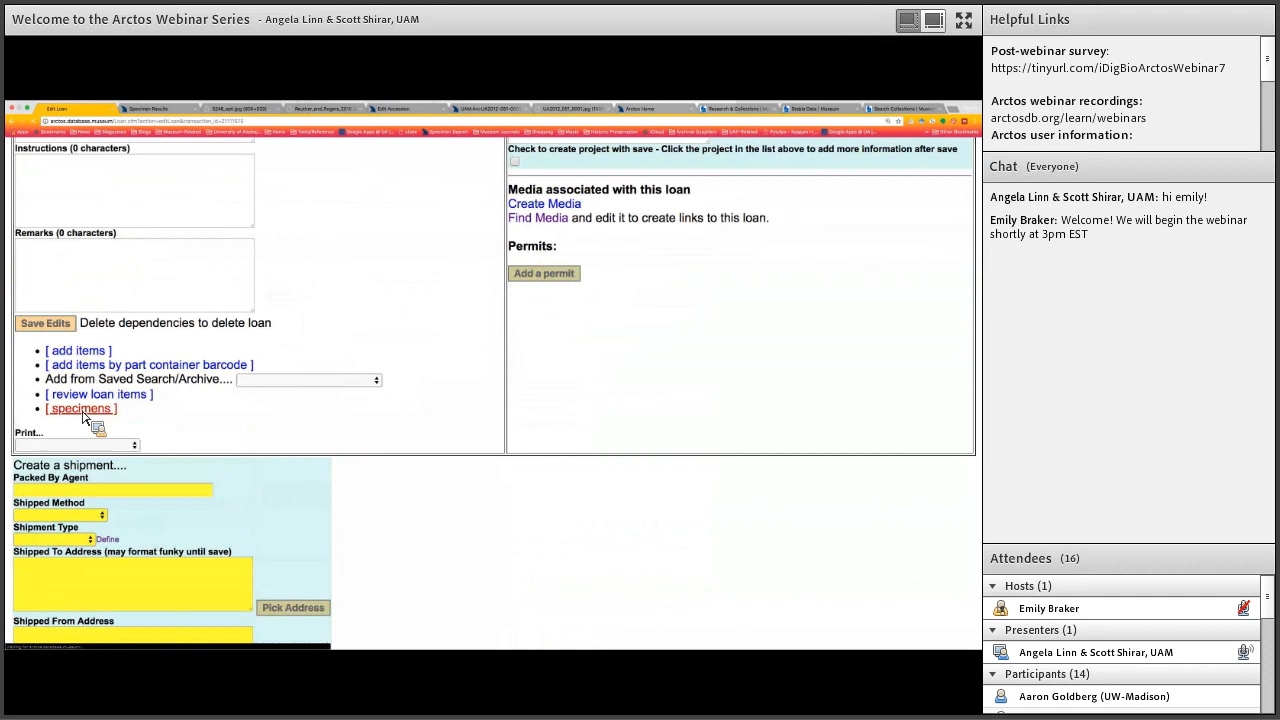 Welcome to the Arctos Webinar Series - Angela Linn & Scott Shirar, UAM
Edit Loan
Specimen Results
Edit Accession
Arctos Home
Instructions (0 characters)
Remarks (0 characters)
Save Edits Delete dependencies to delete loan
[ add items ]
[ add items by part container barcode ]
Add from Saved Search/Archive....
[ review loan items ]
[ specimens ]
Print...
Check to create project with save - Click the project in the list above to add more information after save
Media associated with this loan
Create Media
Find Media and edit it to create links to this loan.
Permits:
Add a permit
Create a shipment....
Packed By Agent
Shipped Method
Shipment Type
Define
Shipped To Address (may format funky until save)
Pick Address
Shipped From Address
Helpful Links
Post-webinar survey:
https://tinyurl.com/iDigBioArctosWebinar7
Arctos webinar recordings:
arctosdb.org/learn/webinars
Arctos user information:
Chat (Everyone)
Angela Linn & Scott Shirar, UAM: hi emily!
Emily Braker: Welcome! We will begin the webinar
shortly at 3pm EST
Attendees (16)
Hosts (1)
Emily Braker
Presenters (1)
Angela Linn & Scott Shirar, UAM
Participants (14)
Aaron Goldberg (UW-Madison)